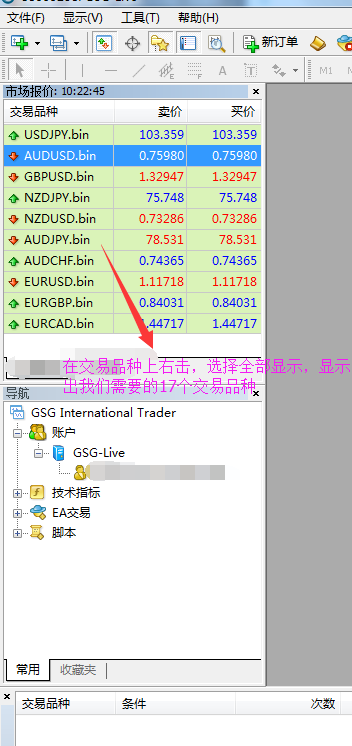 文件(F) 显示(V) 工具(T) 帮助(H)
新订单
A T M1
市场报价: 10:22:45
交易品种 卖价 买价
USDJPY.bin 103.359 103.359
AUDUSD.bin 0.75980 0.75980
GBPUSD.bin 1.32947 1.32947
NZDJPY.bin 75.748 75.748
NZDUSD.bin 0.73286 0.73286
AUDJPY.bin 78.531 78.531
AUDCHF.bin 0.74365 0.74365
EURUSD.bin 1.11718 1.11718
EURGBP.bin 0.84031 0.84031
EURCAD.bin 1.44717 1.44717
在交易品种上右击，选择全部显示，显示
出我们需要的17个交易品种
导航
GSG International Trader
账户
GSG-Live
技术指标
EA交易
脚本
常用 收藏夹
交易品种 条件 次数